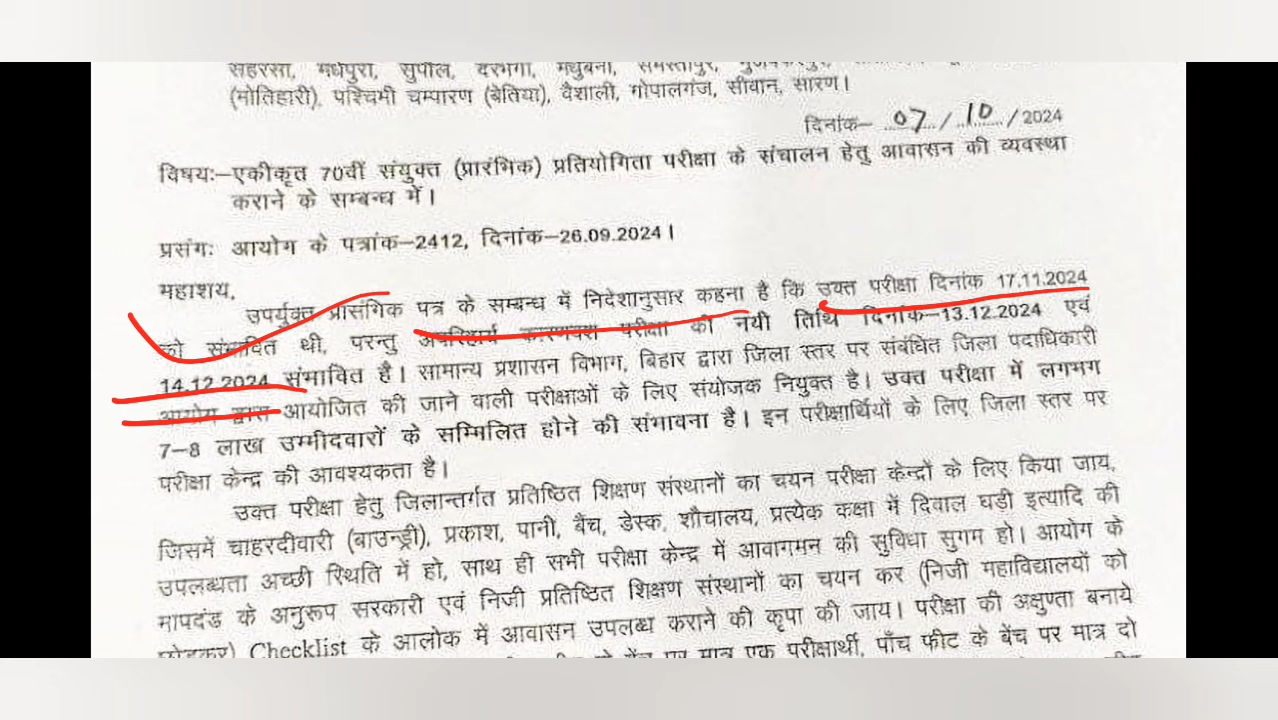 सहरसा, मधेपुरा, सुपौल, दरभंगा, मधुबनी, समस्तीपुर,
(मोतिहारी), पश्चिमी चम्पारण (बेतिया), वैशाली, गोपालगंज, सीवान, सारण।
दिनांक– 07/10/2024
विषयः–एकीकृत 70वीं संयुक्त (प्रारंभिक) प्रतियोगिता परीक्षा के संचालन हेतु आवासन की व्यवस्था
कराने के सम्बन्ध में।
प्रसंगः आयोग के पत्रांक–2412, दिनांक–26.09.2024।
महाशय,
उपर्युक्त प्रासंगिक पत्र के सम्बन्ध में निदेशानुसार कहना है कि उक्त परीक्षा दिनांक 17.11.2024
को संभावित थी, परन्तु अपरिहार्य कारणवश परीक्षा की नयी तिथि दिनांक–13.12.2024 एवं
14.12.2024 संभावित है। सामान्य प्रशासन विभाग, बिहार द्वारा जिला स्तर पर संबंधित जिला पदाधिकारी
आयोग द्वारा आयोजित की जाने वाली परीक्षाओं के लिए संयोजक नियुक्त है। उक्त परीक्षा में लगभग
7–8 लाख उम्मीदवारों के सम्मिलित होने की संभावना है। इन परीक्षार्थियों के लिए जिला स्तर पर
परीक्षा केन्द्र की आवश्यकता है।
उक्त परीक्षा हेतु जिलान्तर्गत प्रतिष्ठित शिक्षण संस्थानों का चयन परीक्षा केन्द्रों के लिए किया जाय,
जिसमें चाहरदीवारी (बाउन्ड्री), प्रकाश, पानी, बैंच, डेस्क, शौचालय, प्रत्येक कक्षा में दिवाल घड़ी इत्यादि की
उपलब्धता अच्छी स्थिति में हो, साथ ही सभी परीक्षा केन्द्र में आवागमन की सुविधा सुगम हो। आयोग के
मापदंड के अनुरूप सरकारी एवं निजी प्रतिष्ठित शिक्षण संस्थानों का चयन कर (निजी महाविद्यालयों को
छोड़कर) Checklist के आलोक में आवासन उपलब्ध कराने की कृपा की जाय। परीक्षा की अक्षुण्ता बनाये
बेंच पर मात्र एक परीक्षार्थी, पाँच फीट के बेंच पर मात्र दो